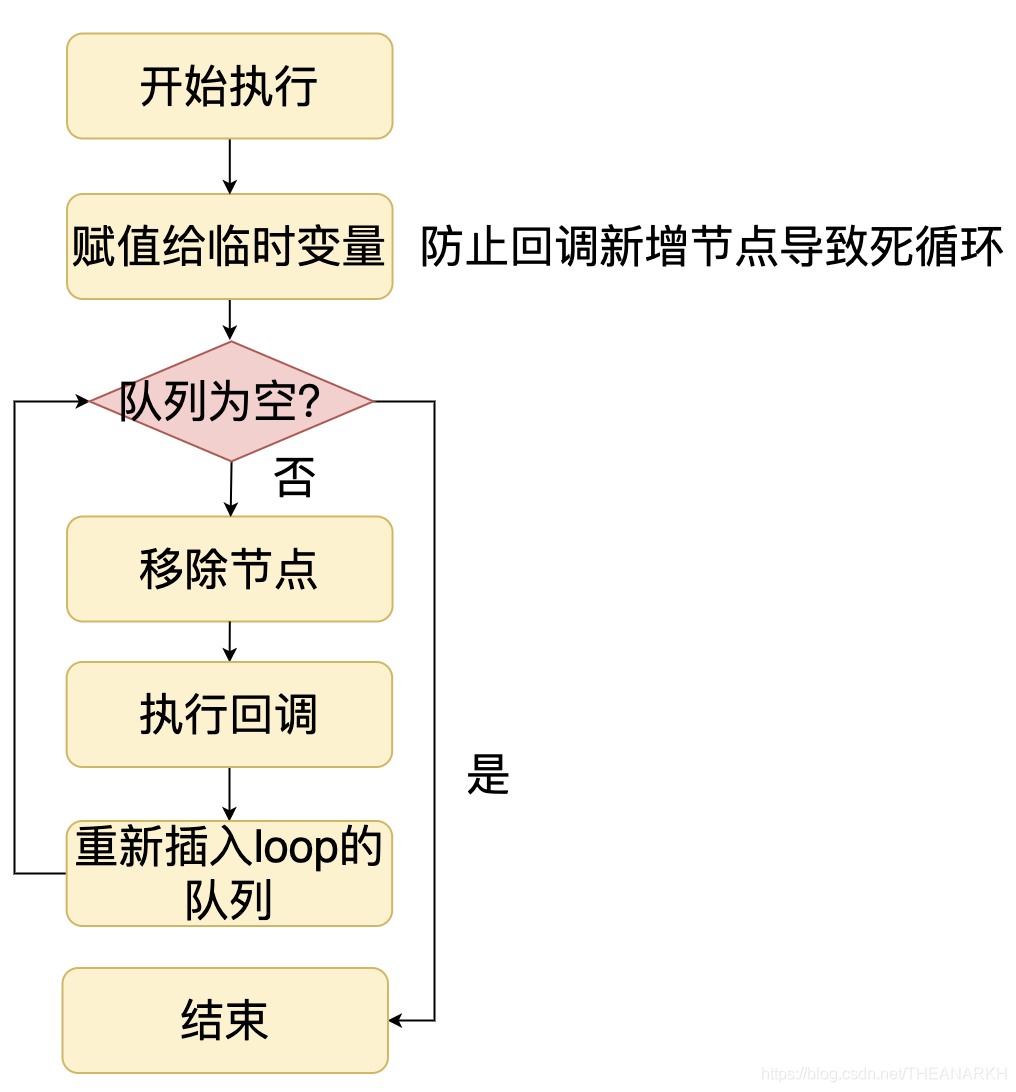 开始执行
赋值给临时变量
防止回调新增节点导致死循环
队列为空?
否
移除节点
执行回调
是
重新插入loop的
队列
结束
https://blog.csdn.net/THEANARKH